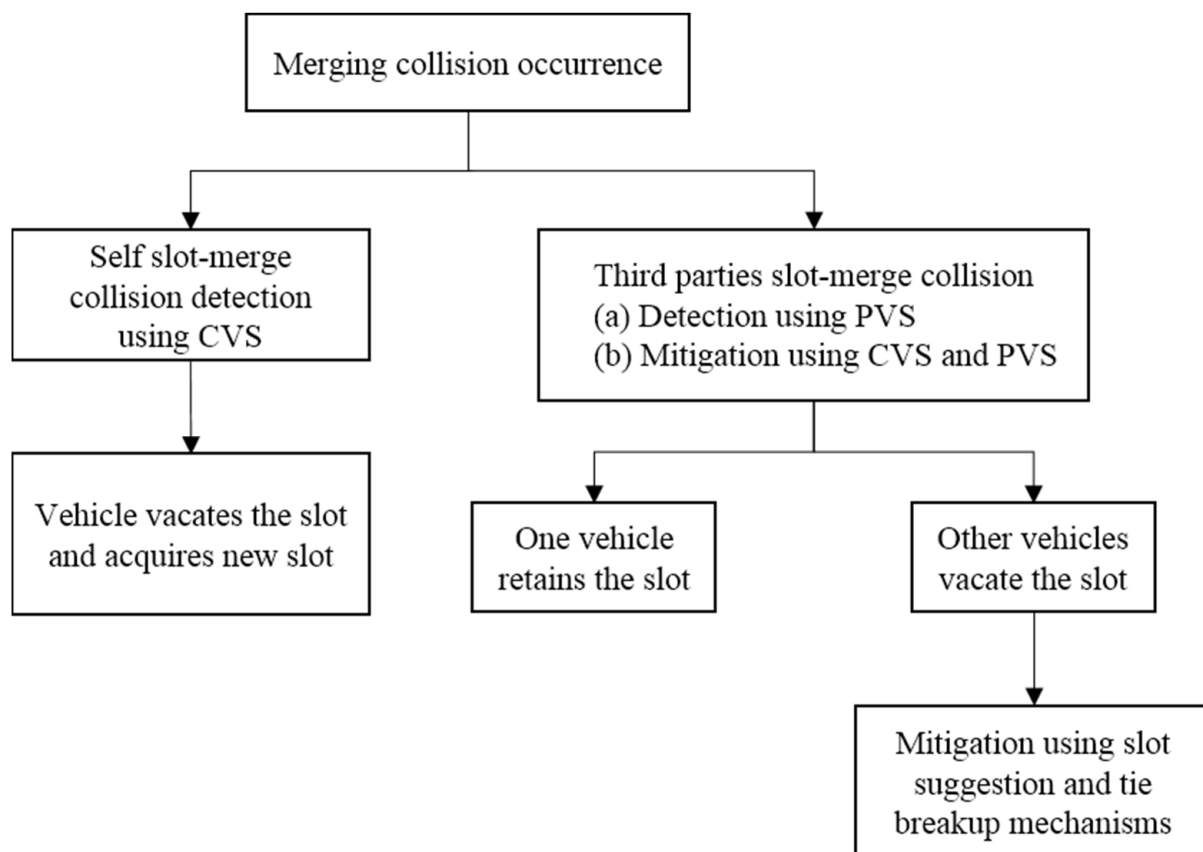 Merging collision occurrence
Self slot-merge
collision detection
using CVS
Third parties slot-merge collision
(a) Detection using PVS
(b) Mitigation using CVS and PVS
Vehicle vacates the slot
and acquires new slot
One vehicle
retains the slot
Other vehicles
vacate the slot
Mitigation using slot
suggestion and tie
breakup mechanisms